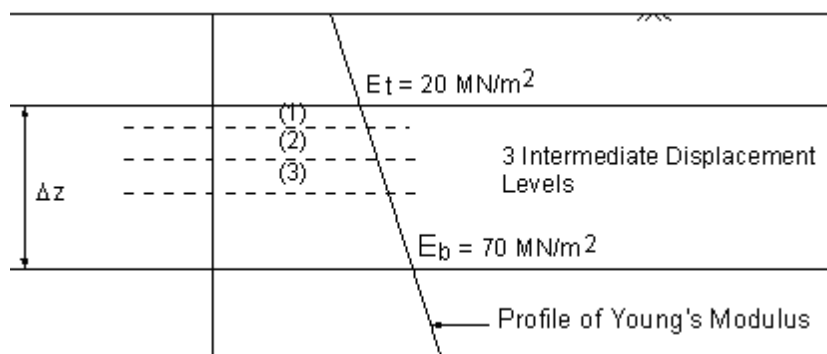 Et = 20 MN/m²
(1)
(2)
(3)
3 Intermediate Displacement
Levels
Δz
E_b = 70 MN/m²
Profile of Young's Modulus